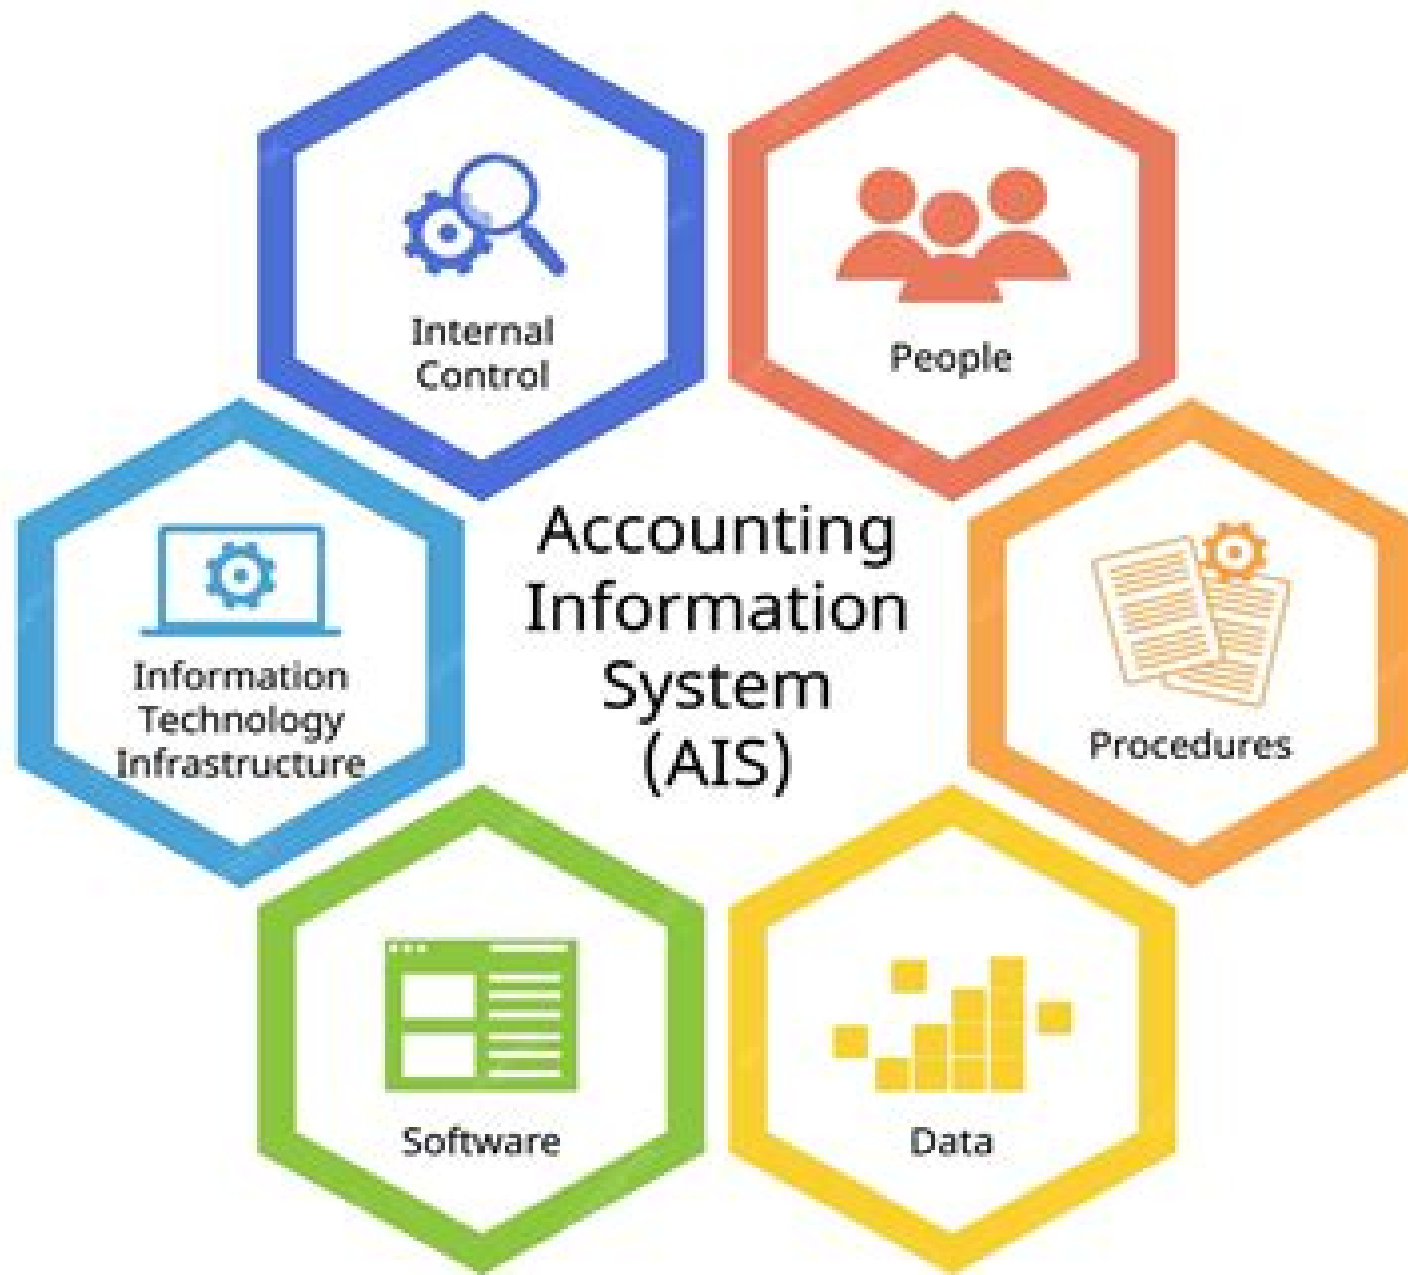 Internal
Control
People
Accounting
Information
System
(AIS)
Information
Technology
Infrastructure
Procedures
Software
Data